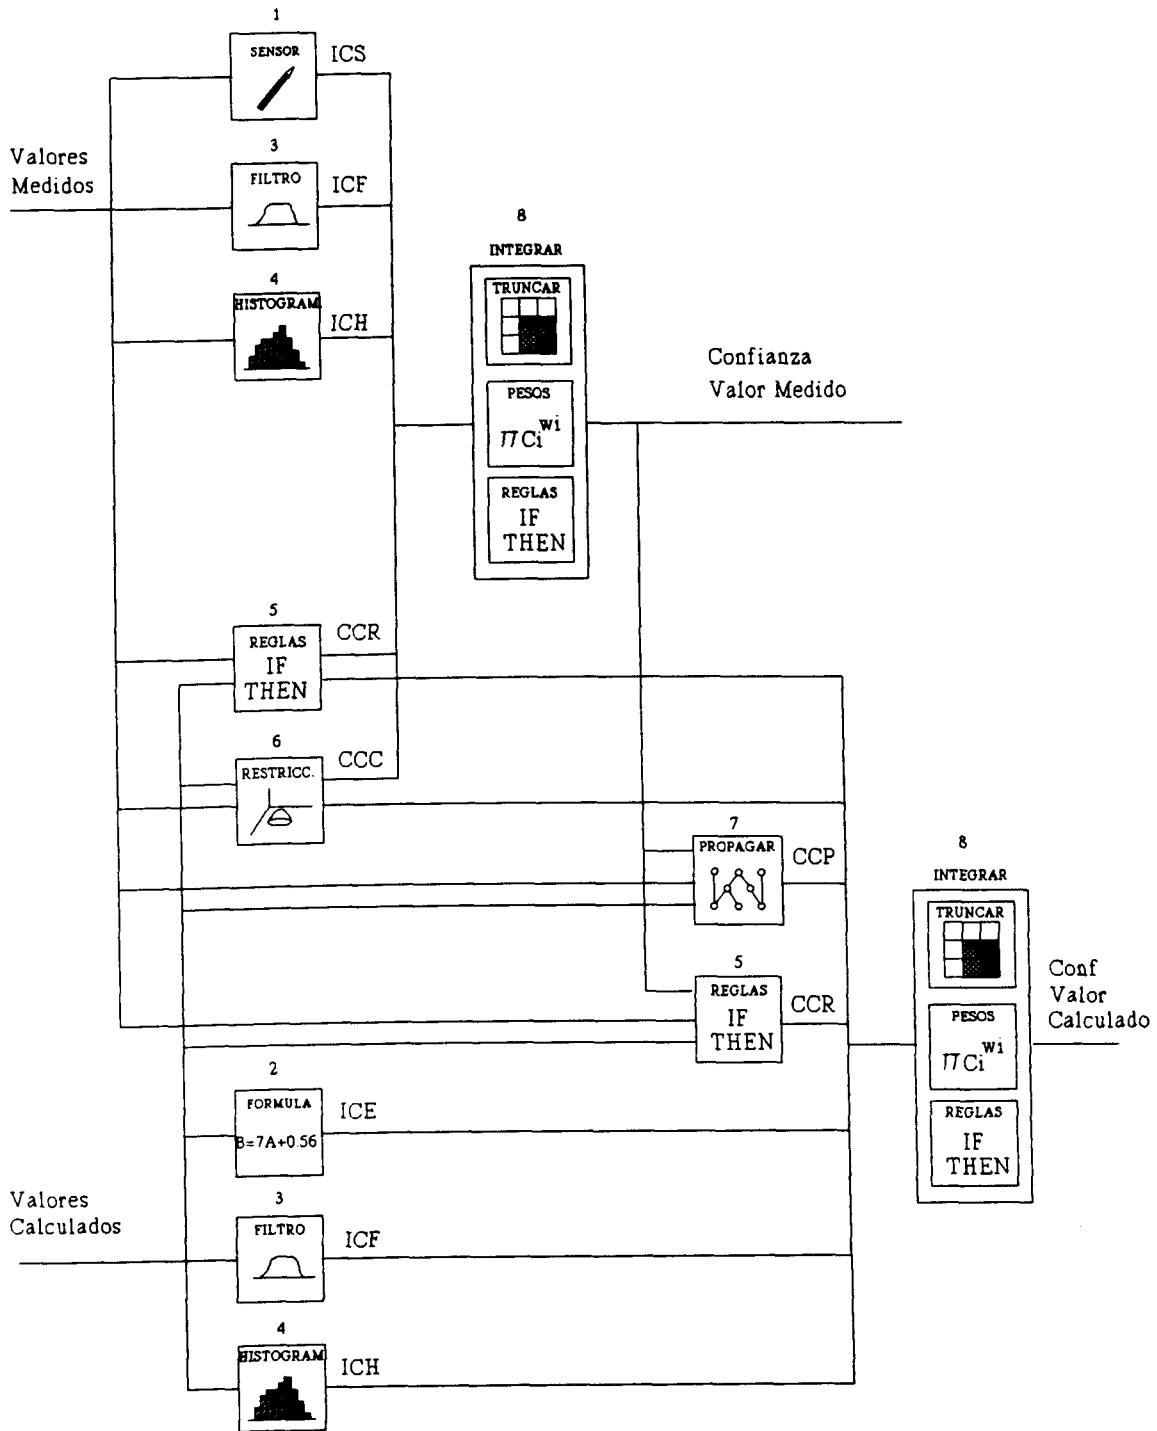 1
SENSOR
ICS
Valores
Medidos
3
FILTRO
ICF
4
HISTOGRAM
ICH
8
INTEGRAR
TRUNCAR
PESOS
πCi^wi
REGLAS
IF
THEN
Confianza
Valor Medido
5
REGLAS
IF
THEN
CCR
6
RESTRICC.
CCC
7
PROPAGAR
CCP
5
REGLAS
IF
THEN
CCR
8
INTEGRAR
TRUNCAR
PESOS
πCi^wi
REGLAS
IF
THEN
Conf
Valor
Calculado
2
FORMULA
B=7A+0.56
ICE
Valores
Calculados
3
FILTRO
ICF
4
HISTOGRAM
ICH